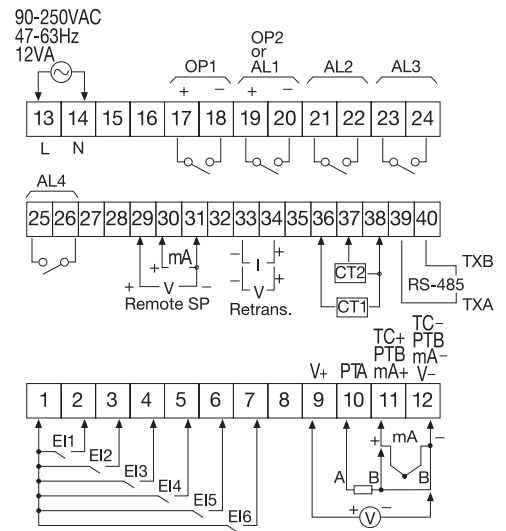 90-250VAC
47-63Hz
12VA
OP1
OP2
or
AL1
AL2
AL3
+ − + −
13 14 15 16 17 18 19 20 21 22 23 24
L N
AL4
25 26 27 28 29 30 31 32 33 34 35 36 37 38 39 40
+ mA −
+ V −
Remote SP
− I +
− V +
Retrans.
CT2
CT1
RS-485
TXB
TXA
V+
PTA
TC+
PTB
mA+
TC−
PTB
mA−
V−
1 2 3 4 5 6 7 8 9 10 11 12
EI1
EI2
EI3
EI4
EI5
EI6
+ mA −
A B B
+ V −